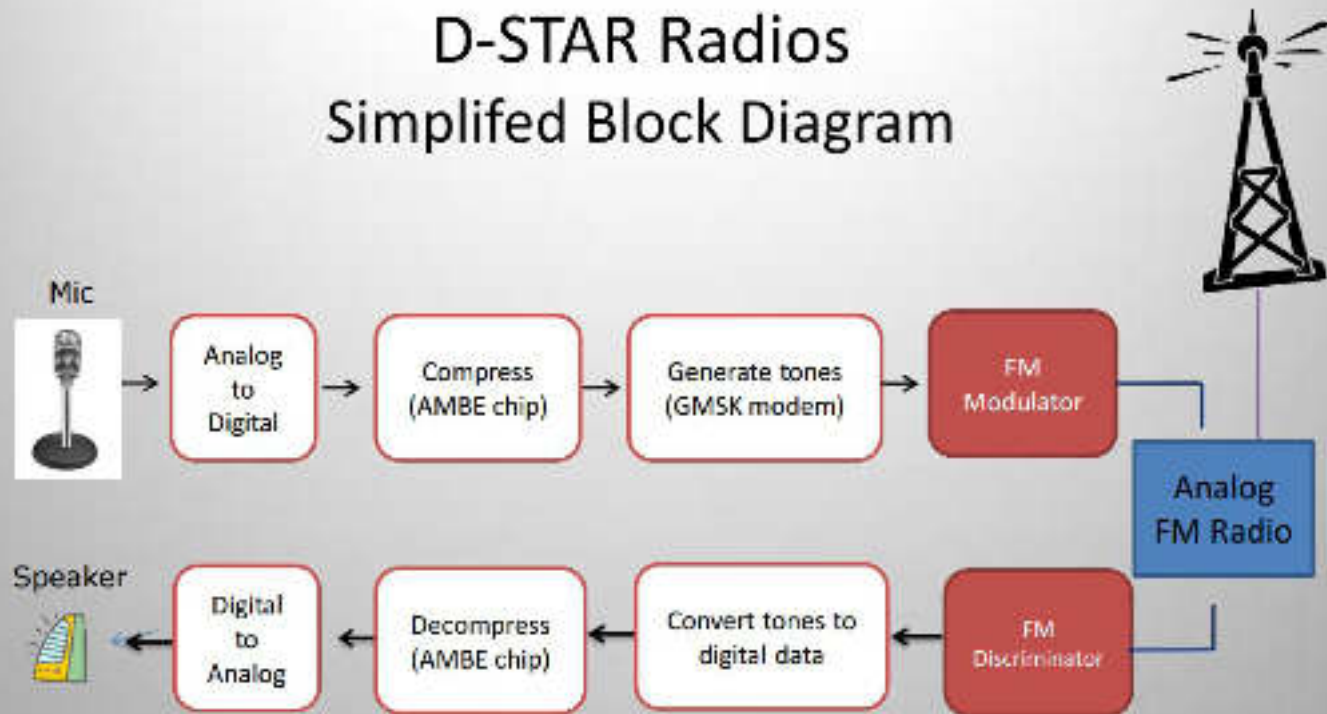 D-STAR Radios
Simplifed Block Diagram
Mic
Analog
to
Digital
Compress
(AMBE chip)
Generate tones
(GMSK modem)
FM
Modulator
Analog
FM Radio
Speaker
Digital
to
Analog
Decompress
(AMBE chip)
Convert tones to
digital data
FM
Discriminator